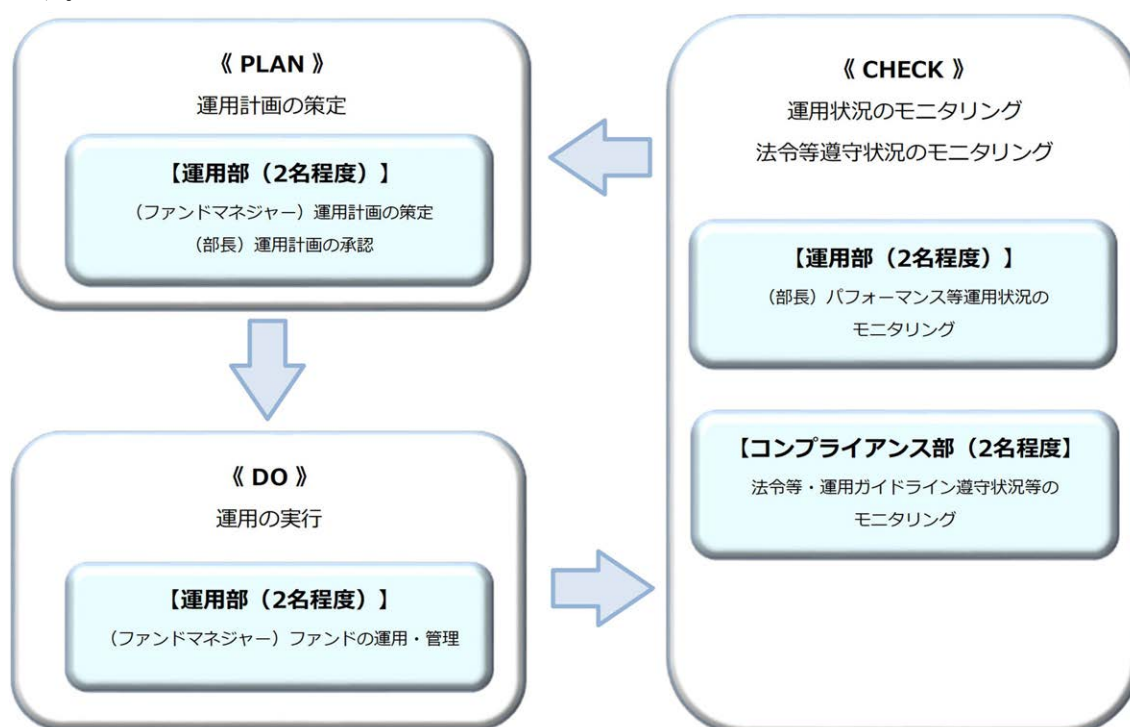 《 PLAN 》
運用計画の策定
【運用部（2名程度）】
（ファンドマネジャー）運用計画の策定
（部長）運用計画の承認
《 DO 》
運用の実行
【運用部（2名程度）】
（ファンドマネジャー）ファンドの運用・管理
《 CHECK 》
運用状況のモニタリング
法令等遵守状況のモニタリング
【運用部（2名程度）】
（部長）パフォーマンス等運用状況の
モニタリング
【コンプライアンス部（2名程度】
法令等・運用ガイドライン遵守状況等の
モニタリング